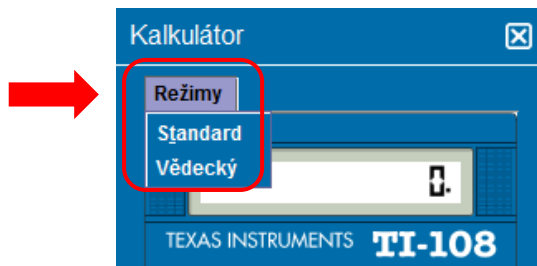 Kalkulátor
Režimy
Standard
Vědecký
0.
TEXAS INSTRUMENTS TI-108